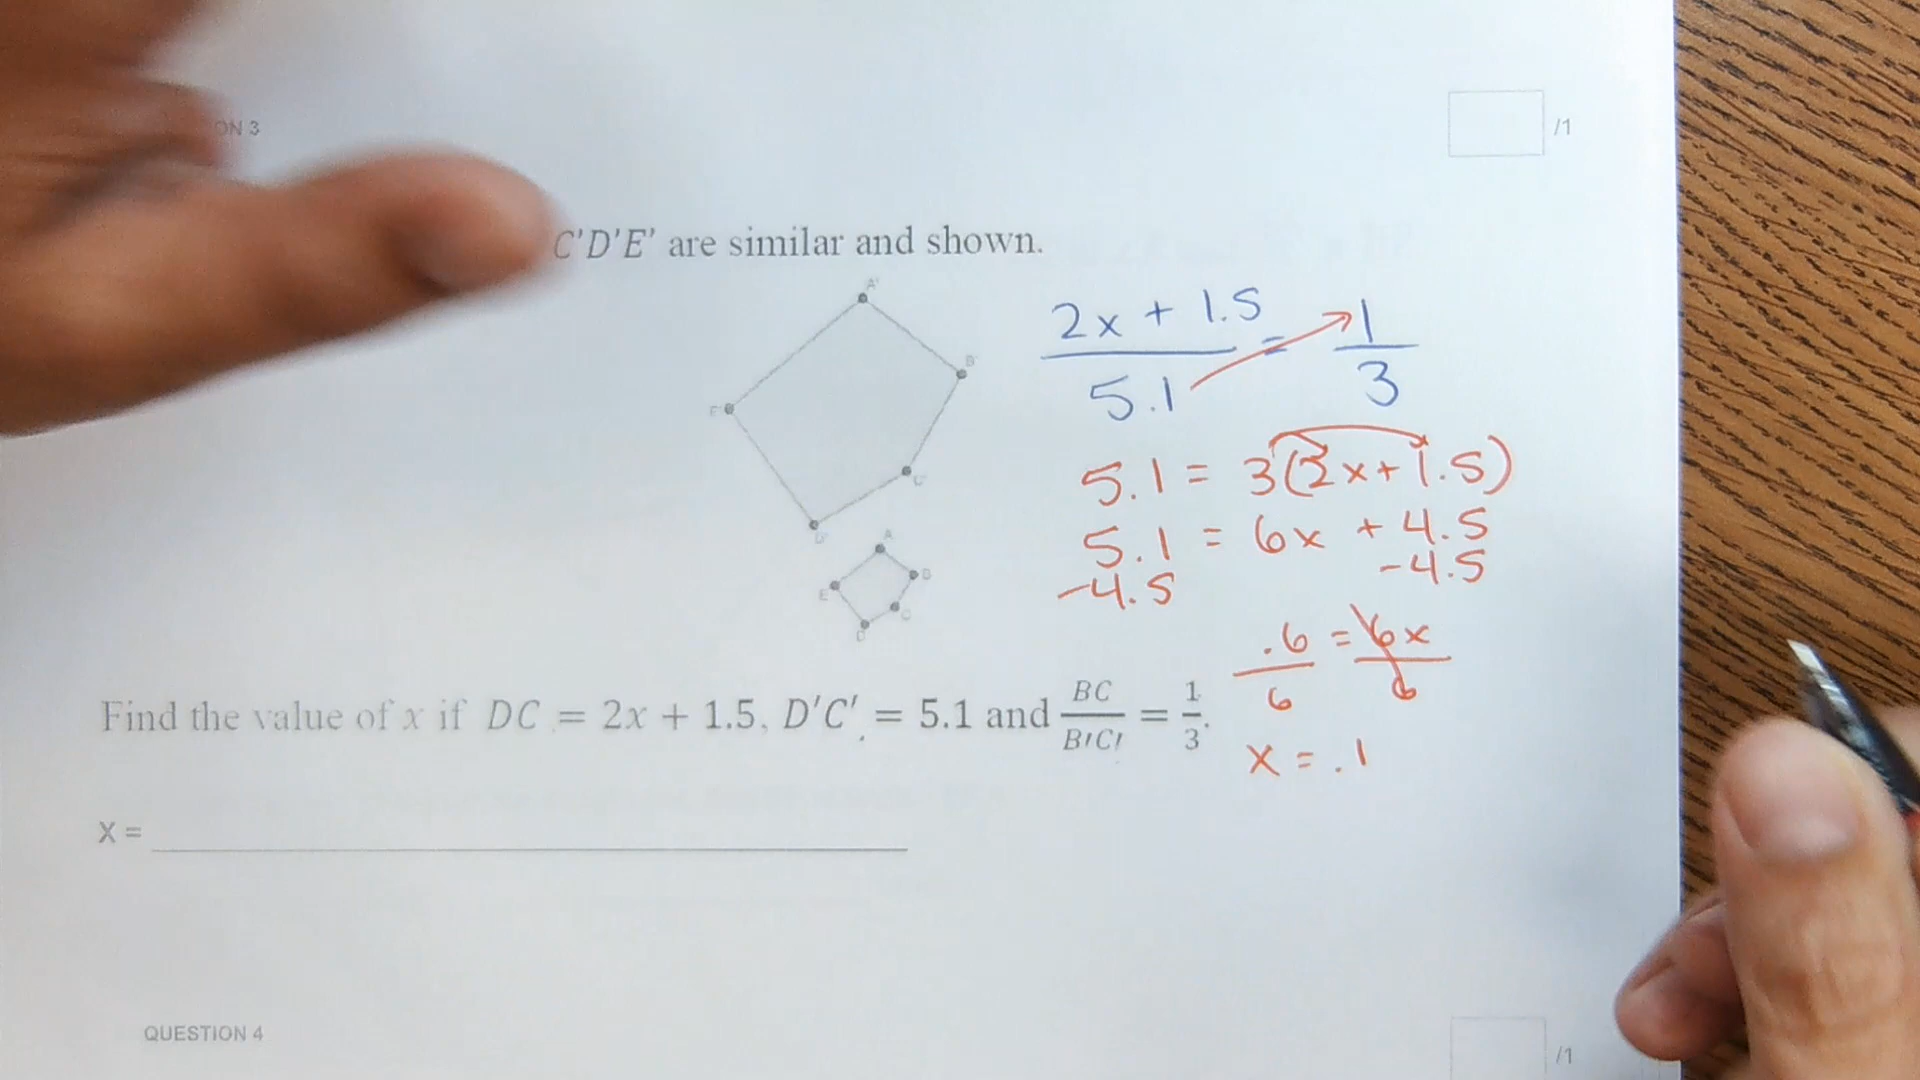 ON 3
/1
C'D'E' are similar and shown.
A'
B'
C'
D'
A
B
E
C
D
2x + 1.5 / 5.1 = 1 / 3
5.1 = 3(2x + 1.5)
5.1 = 6x + 4.5
-4.5 -4.5
.6 = 6x
6 6
x = .1
Find the value of x if DC = 2x + 1.5, D'C' = 5.1 and BC/B'C' = 1/3.
X =
QUESTION 4
/1